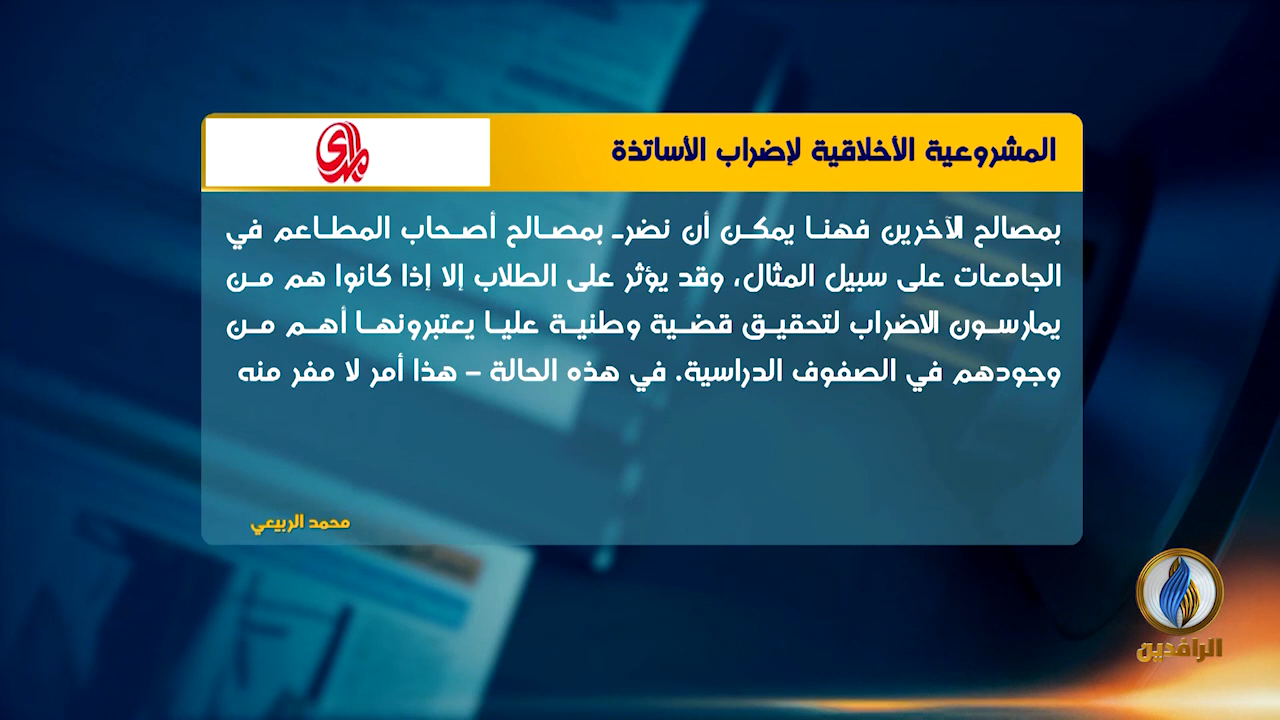 المشروعية الأخلاقية لإضراب الأساتذة
المدى
بمصالح الآخرين فهنا يمكن أن نضرـ بمصالح أصحاب المطاعم في
الجامعات على سبيل المثال، وقد يؤثر على الطلاب إلا إذا كانوا هم من
يمارسون الاضراب لتحقيق قضية وطنية عليا يعتبرونها أهم من
وجودهم في الصفوف الدراسية. في هذه الحالة – هذا أمر لا مفر منه
محمد الربيعي
الرافدين